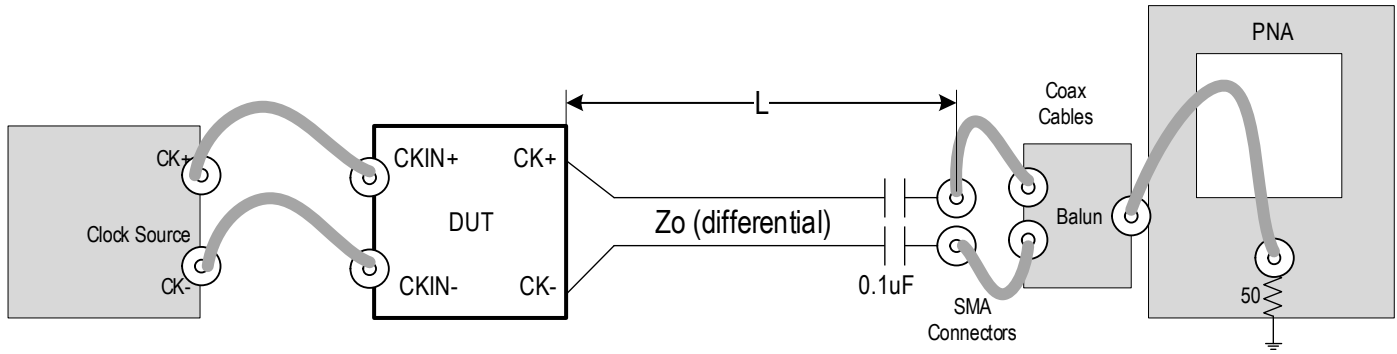 PNA
Coax
Cables
L
CK+
CKIN+
CK+
Clock Source
DUT
Zo (differential)
Balun
CK-
CKIN-
CK-
0.1uF
SMA
Connectors
50